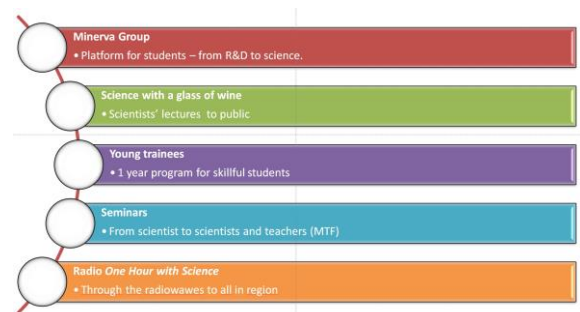 Minerva Group
• Platform for students – from R&D to science.
Science with a glass of wine
• Scientists' lectures to public
Young trainees
• 1 year program for skillful students
Seminars
• From scientist to scientists and teachers (MTF)
Radio One Hour with Science
• Through the radiowawes to all in region